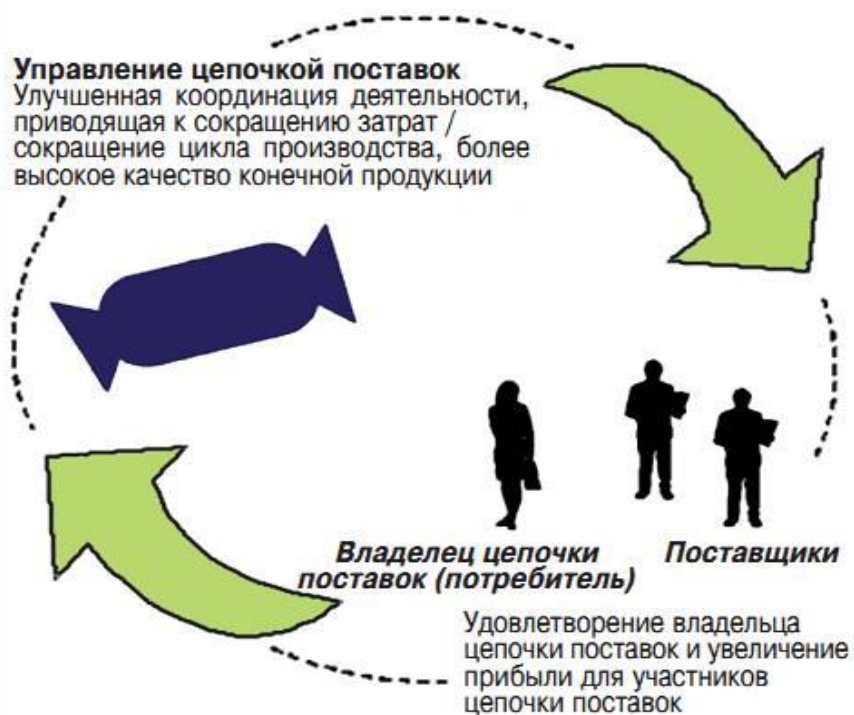 Управление цепочкой поставок
Улучшенная координация деятельности,
приводящая к сокращению затрат /
сокращение цикла производства, более
высокое качество конечной продукции
Владелец цепочки
поставок (потребитель)
Поставщики
Удовлетворение владельца
цепочки поставок и увеличение
прибыли для участников
цепочки поставок